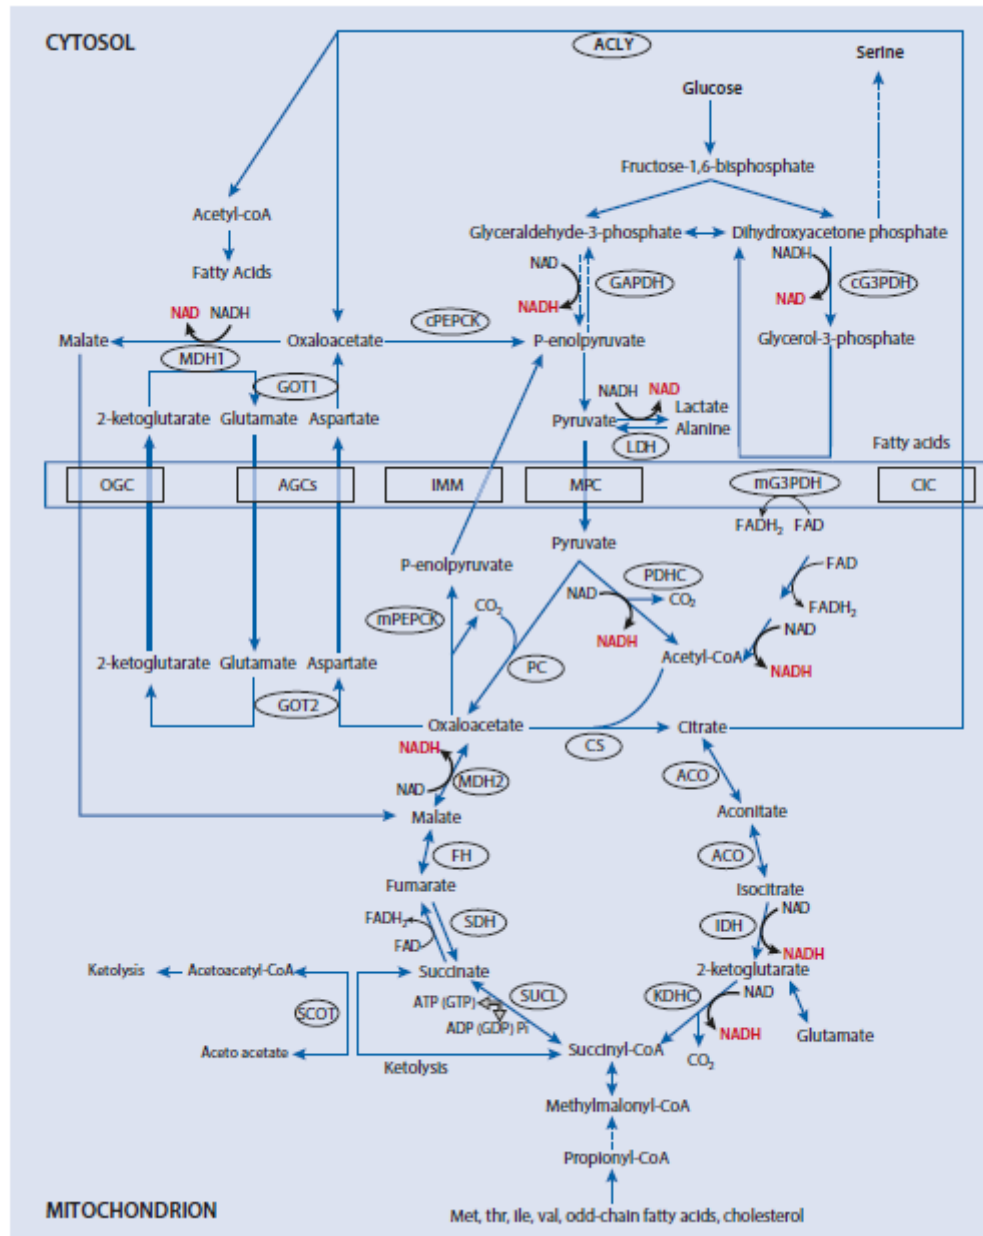 CYTOSOL
ACLY
Serine
Glucose
Fructose-1,6-bisphosphate
Acetyl-coA
Glyceraldehyde-3-phosphate
Dihydroxyacetone phosphate
Fatty Acids
NAD
NADH
GAPDH
NADH
NAD
cG3PDH
NAD NADH
Malate
Oxaloacetate
cPEPCK
P-enolpyruvate
Glycerol-3-phosphate
MDH1
GOT1
NADH NAD
2-ketoglutarate Glutamate Aspartate
Pyruvate
Lactate
Alanine
LDH
Fatty acids
OGC
AGCs
IMM
MPC
mG3PDH
CIC
FADH₂ FAD
Pyruvate
P-enolpyruvate
PDHC
FAD
CO₂
NAD
CO₂
FADH₂
mPEPCK
NADH
NAD
2-ketoglutarate Glutamate Aspartate
PC
Acetyl-CoA
NADH
GOT2
Oxaloacetate
Citrate
CS
NADH
NAD
MDH2
ACO
Malate
Aconitate
FH
ACO
Fumarate
Isocitrate
FADH₂
SDH
NAD
FAD
IDH
NADH
Ketolysis
Acetoacetyl-CoA
Succinate
2-ketoglutarate
ATP (GTP)
SUCL
KDHC
NAD
SCOT
ADP (GDP) Pi
NADH
Glutamate
Aceto acetate
Succinyl-CoA
CO₂
Ketolysis
Methylmalonyl-CoA
Propionyl-CoA
MITOCHONDRION
Met, thr, ile, val, odd-chain fatty acids, cholesterol